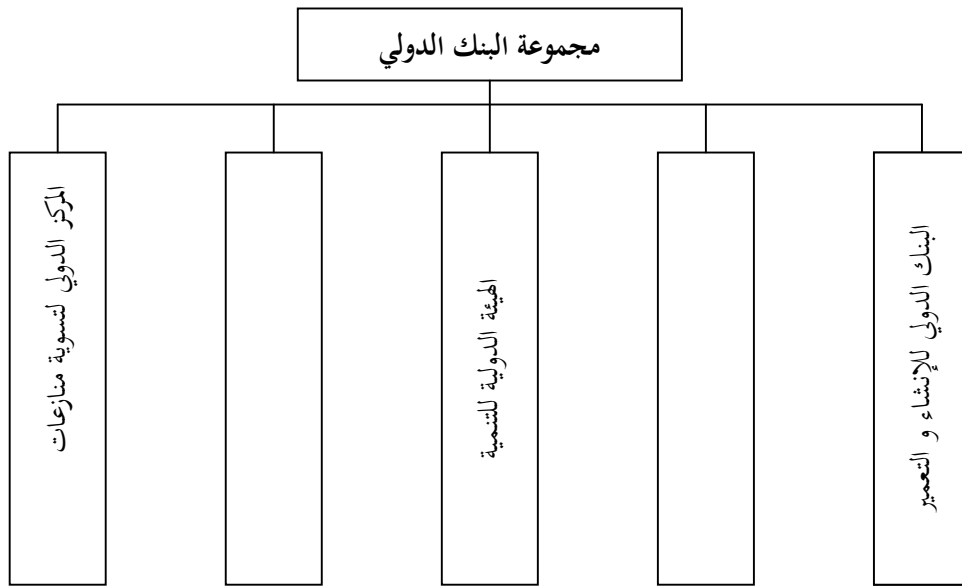 مجموعة البنك الدولي
البنك الدولي للإنشاء و التعمير
الهيئة الدولية للتنمية
المركز الدولي لتسوية منازعات